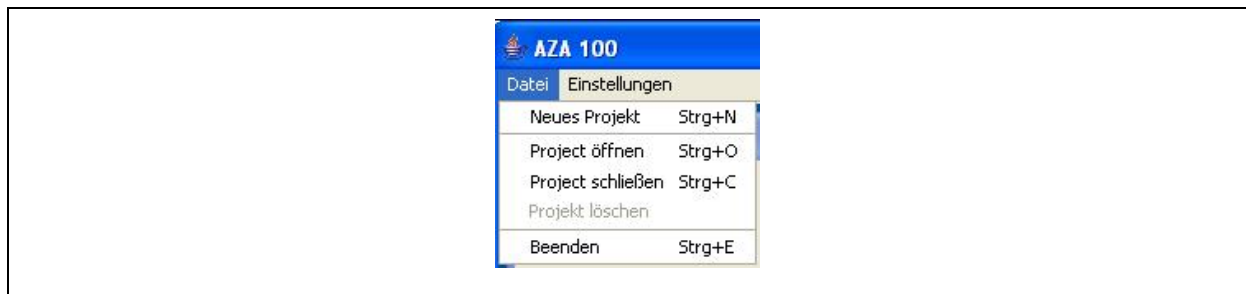 AZA 100
Datei Einstellungen
Neues Projekt Strg+N
Project öffnen Strg+O
Project schließen Strg+C
Projekt löschen
Beenden Strg+E